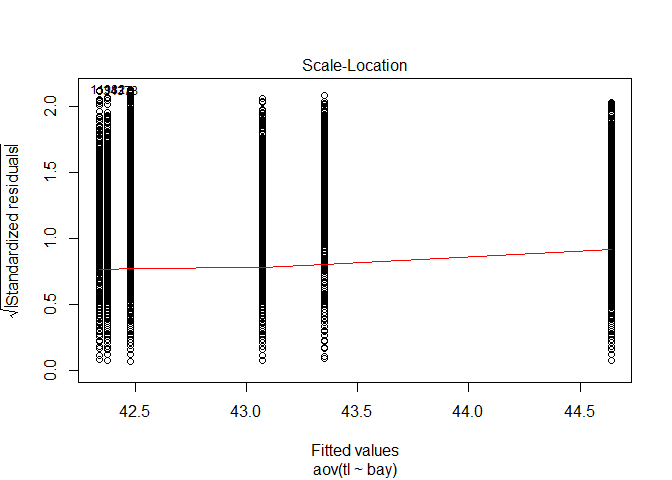 Scale-Location
√|Standardized residuals|
2.0
1.5
1.0
0.5
0.0
42.5 43.0 43.5 44.0 44.5
Fitted values
aov(tl ~ bay)